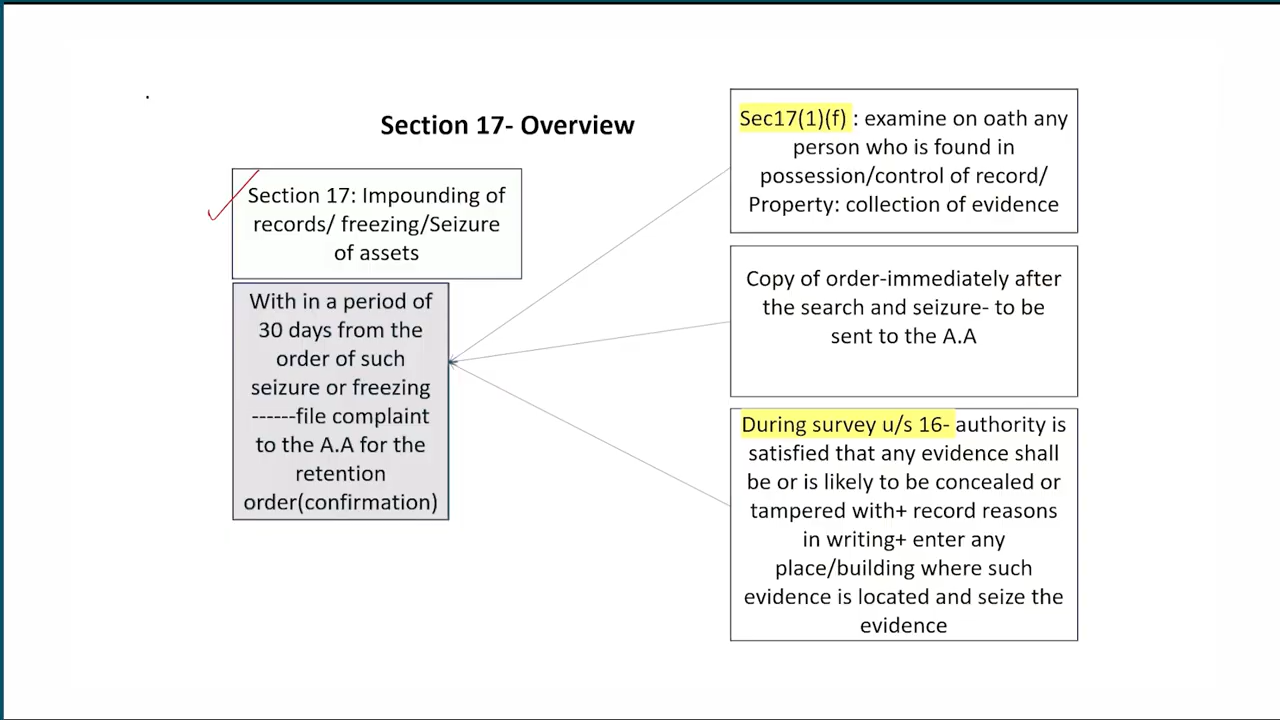 Section 17- Overview
Section 17: Impounding of
records/ freezing/Seizure
of assets
With in a period of
30 days from the
order of such
seizure or freezing
------file complaint
to the A.A for the
retention
order(confirmation)
Sec17(1)(f) : examine on oath any
person who is found in
possession/control of record/
Property: collection of evidence
Copy of order-immediately after
the search and seizure- to be
sent to the A.A
During survey u/s 16- authority is
satisfied that any evidence shall
be or is likely to be concealed or
tampered with+ record reasons
in writing+ enter any
place/building where such
evidence is located and seize the
evidence